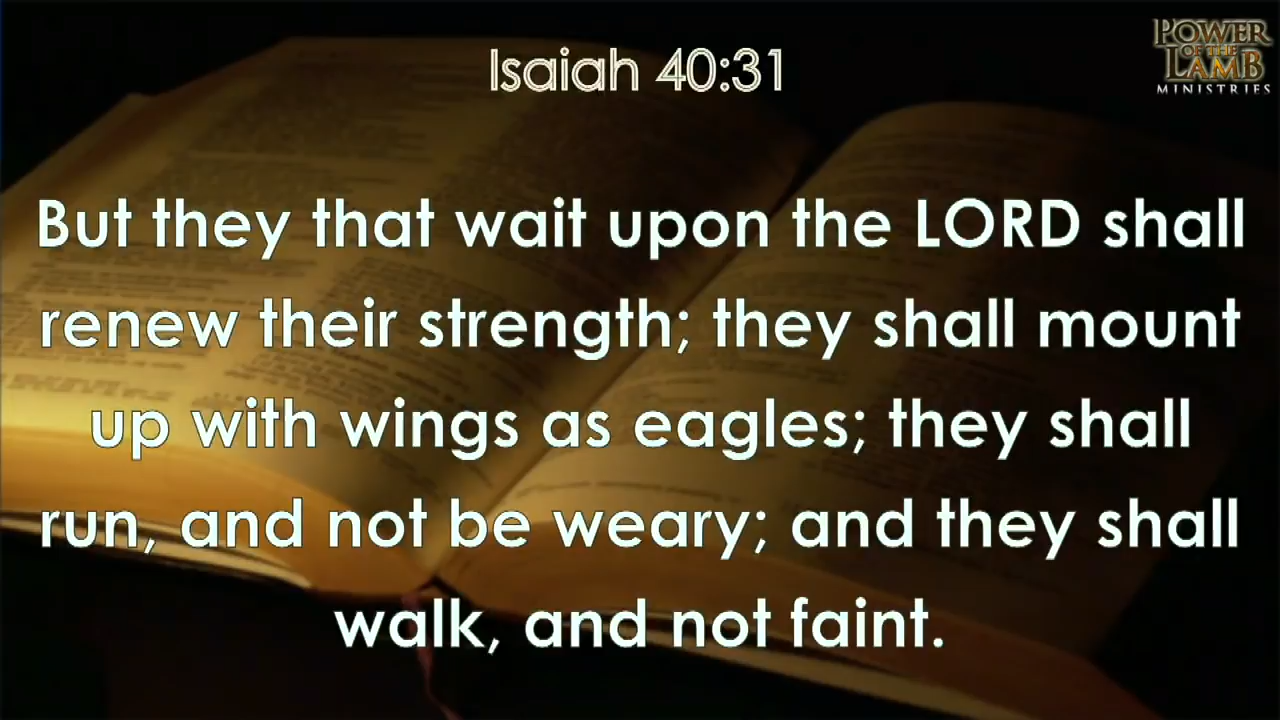 Isaiah 40:31
POWER
OF THE
LAMB
MINISTRIES
But they that wait upon the LORD shall
renew their strength; they shall mount
up with wings as eagles; they shall
run, and not be weary; and they shall
walk, and not faint.